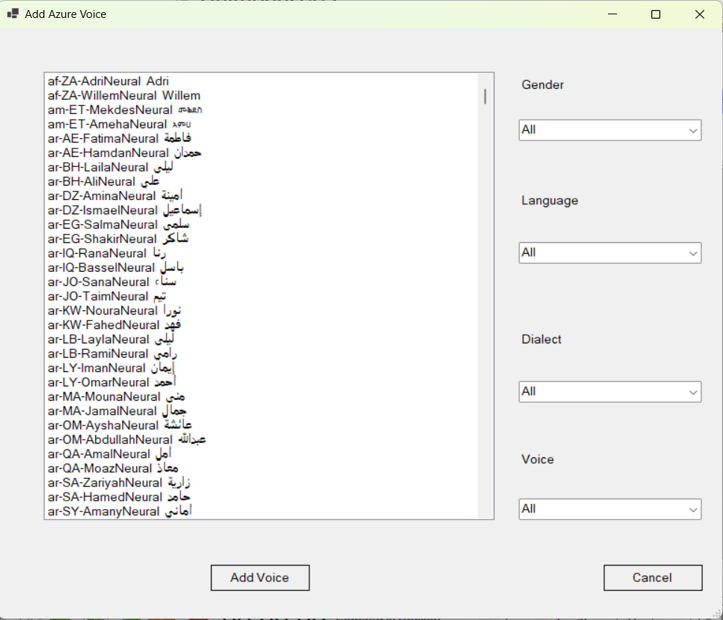 Add Azure Voice
af-ZA-AdriNeural Adri
af-ZA-WillemNeural Willem
am-ET-MekdesNeural መቅደስ
am-ET-AmehaNeural አምሀ
ar-AE-FatimaNeural فاطمة
ar-AE-HamdanNeural حمدان
ar-BH-LailaNeural ليلى
ar-BH-AliNeural علي
ar-DZ-AminaNeural أمينة
ar-DZ-IsmaelNeural إسماعيل
ar-EG-SalmaNeural سلمى
ar-EG-ShakirNeural شاكر
ar-IQ-RanaNeural رنا
ar-IQ-BasselNeural باسل
ar-JO-SanaNeural سناء
ar-JO-TaimNeural تيم
ar-KW-NouraNeural نورا
ar-KW-FahedNeural فهد
ar-LB-LaylaNeural ليلى
ar-LB-RamiNeural رامي
ar-LY-ImanNeural إيمان
ar-LY-OmarNeural أحمد
ar-MA-MounaNeural منى
ar-MA-JamalNeural جمال
ar-OM-AyshaNeural عائشة
ar-OM-AbdullahNeural عبدالله
ar-QA-AmalNeural أمل
ar-QA-MoazNeural معاذ
ar-SA-ZariyahNeural زارية
ar-SA-HamedNeural حامد
ar-SY-AmanyNeural أماني
Gender
All
Language
All
Dialect
All
Voice
All
Add Voice
Cancel